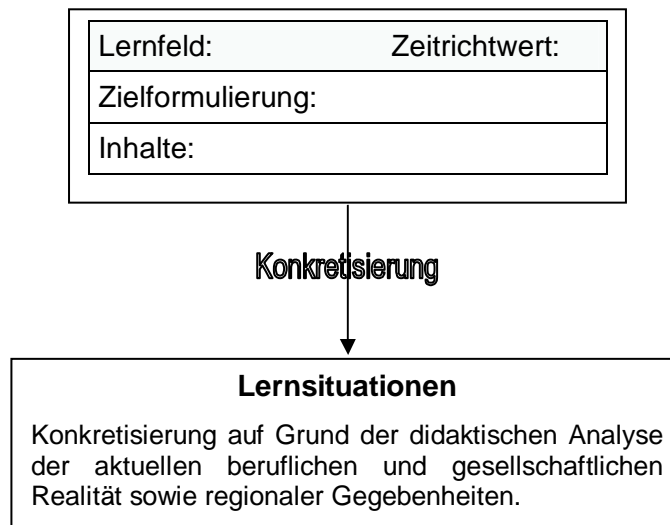 Lernfeld: Zeitrichtwert:
Zielformulierung:
Inhalte:
Konkretisierung
Lernsituationen
Konkretisierung auf Grund der didaktischen Analyse
der aktuellen beruflichen und gesellschaftlichen
Realität sowie regionaler Gegebenheiten.